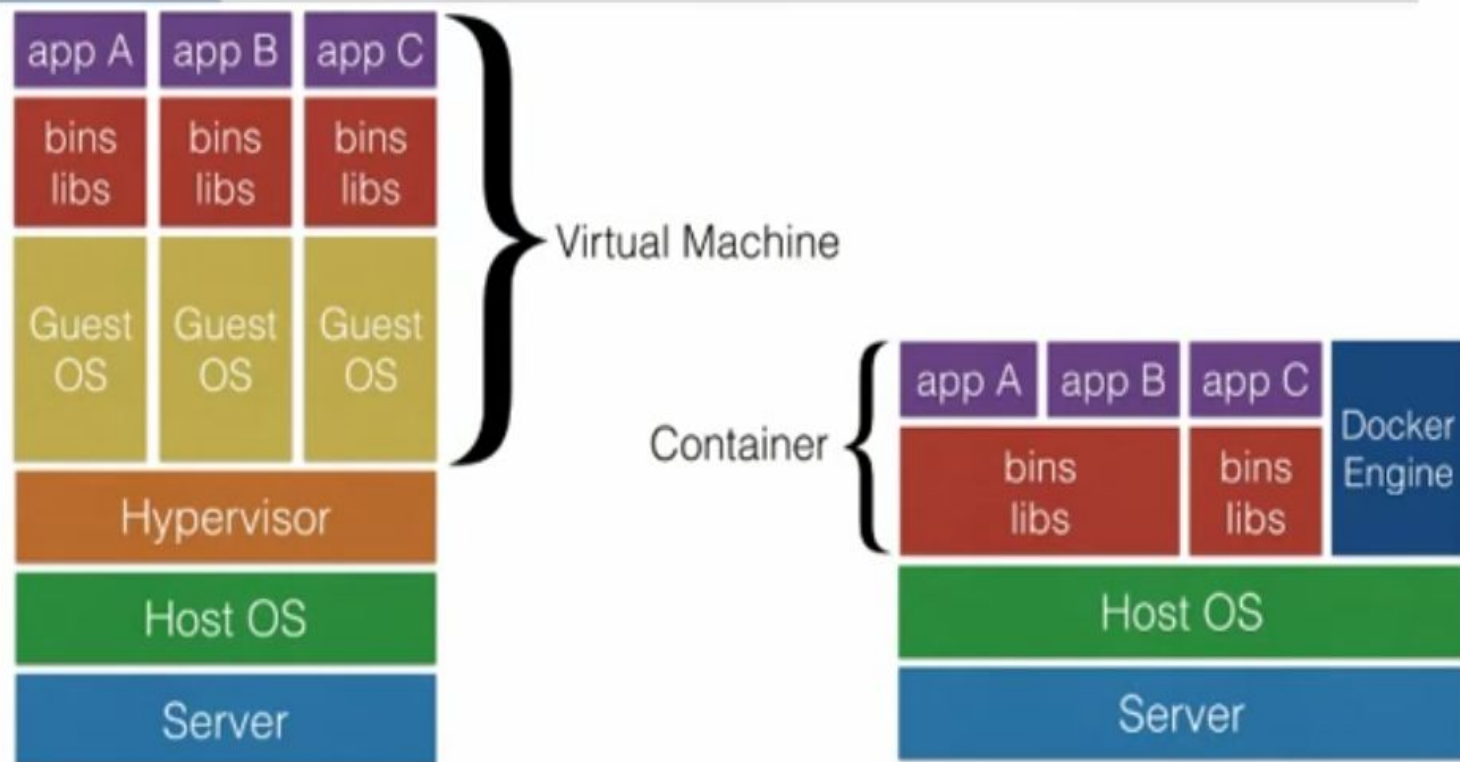 app A app B app C
bins bins bins
libs libs libs
Guest Guest Guest
OS OS OS
Hypervisor
Host OS
Server
Virtual Machine
Container
app A app B app C
bins bins
libs libs
Docker
Engine
Host OS
Server